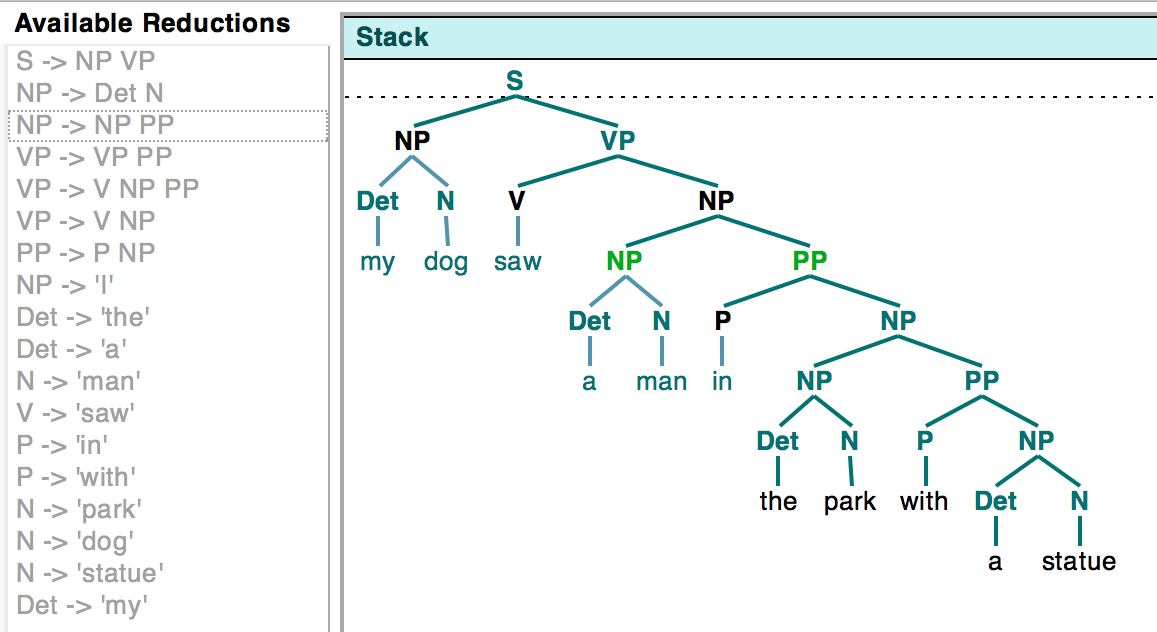 Available Reductions
S -> NP VP
NP -> Det N
NP -> NP PP
VP -> VP PP
VP -> V NP PP
VP -> V NP
PP -> P NP
NP -> 'I'
Det -> 'the'
Det -> 'a'
N -> 'man'
V -> 'saw'
P -> 'in'
P -> 'with'
N -> 'park'
N -> 'dog'
N -> 'statue'
Det -> 'my'
Stack
S
NP VP
Det N V NP
my dog saw NP PP
Det N P NP
a man in NP PP
Det N P NP
the park with Det N
a statue